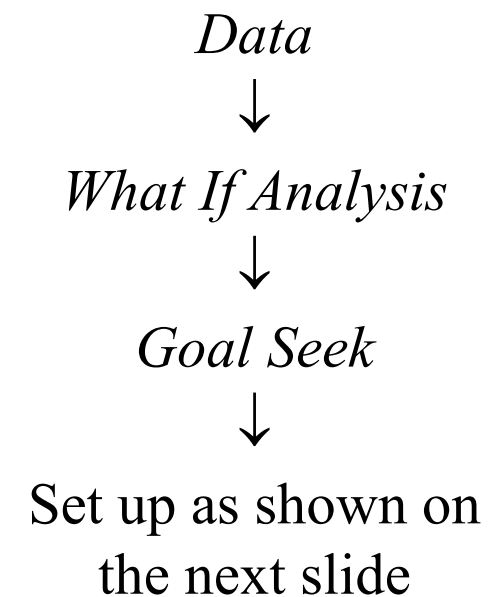 Data
↓
What If Analysis
↓
Goal Seek
↓
Set up as shown on
the next slide